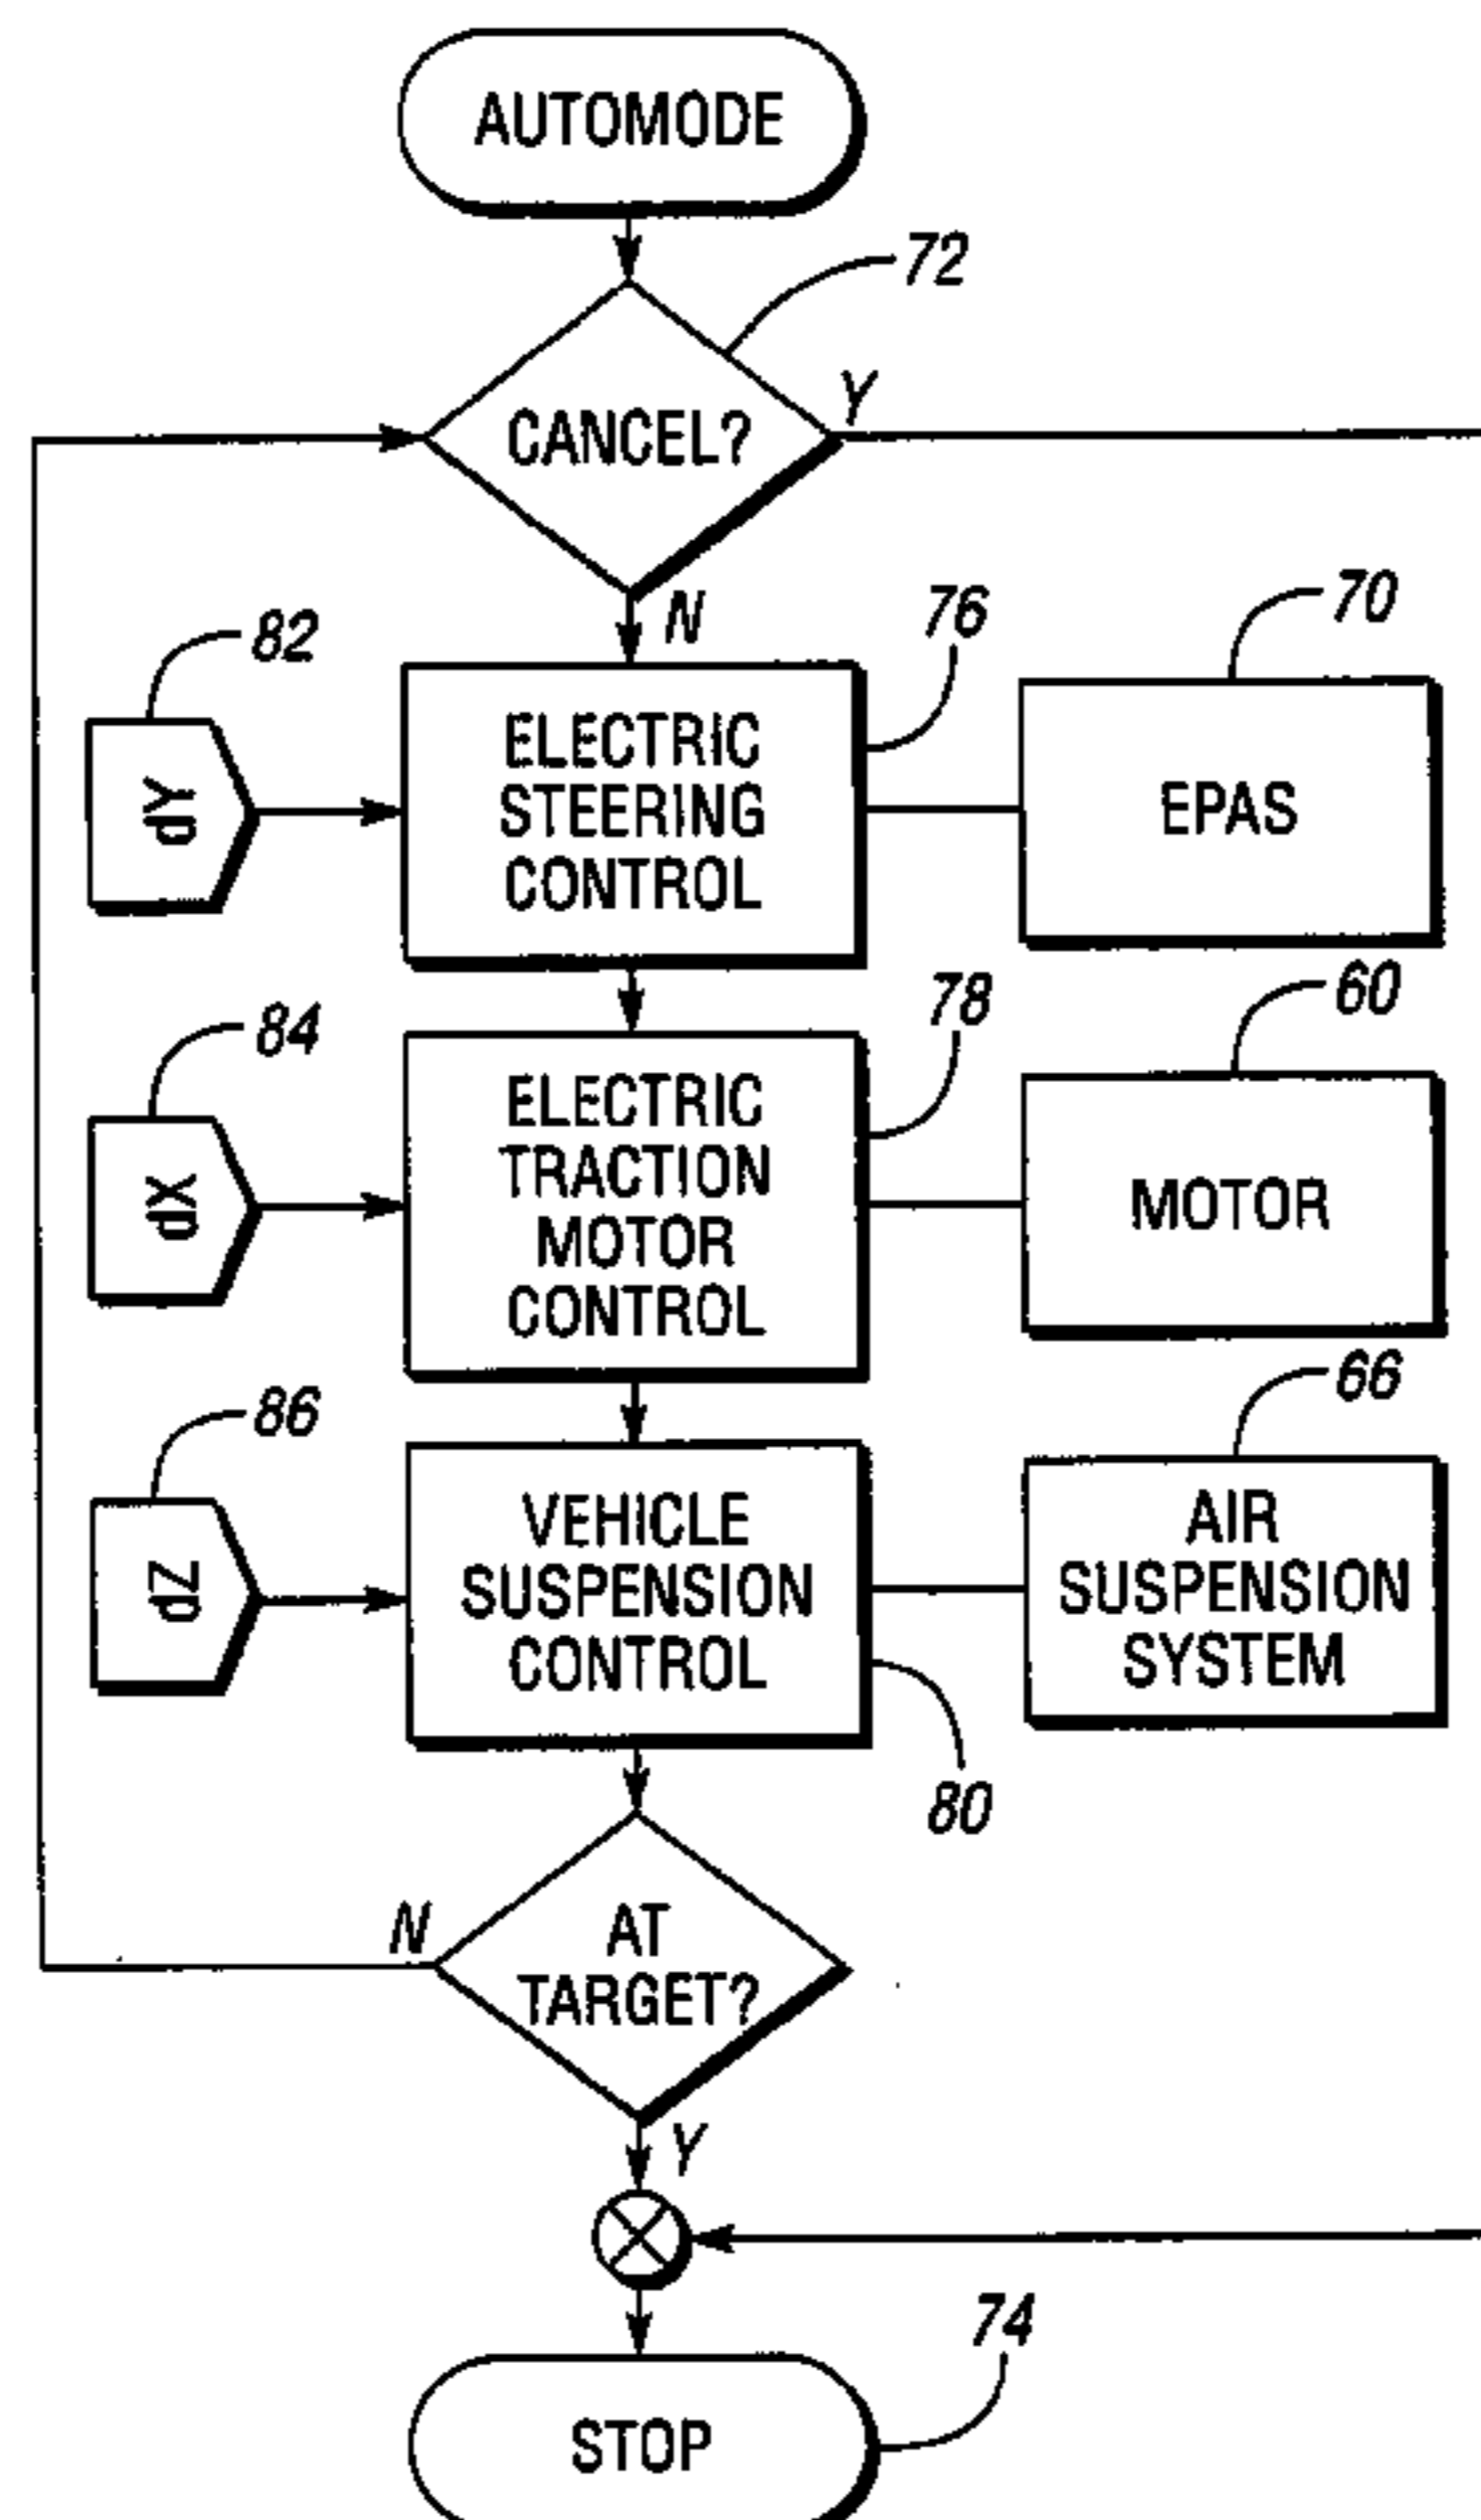 AUTOMODE
72
CANCEL?
Y
N
82
76
70
dY
ELECTRIC
STEERING
CONTROL
EPAS
84
78
60
dX
ELECTRIC
TRACTION
MOTOR
CONTROL
MOTOR
86
66
dZ
VEHICLE
SUSPENSION
CONTROL
AIR
SUSPENSION
SYSTEM
80
N
AT
TARGET?
Y
74
STOP